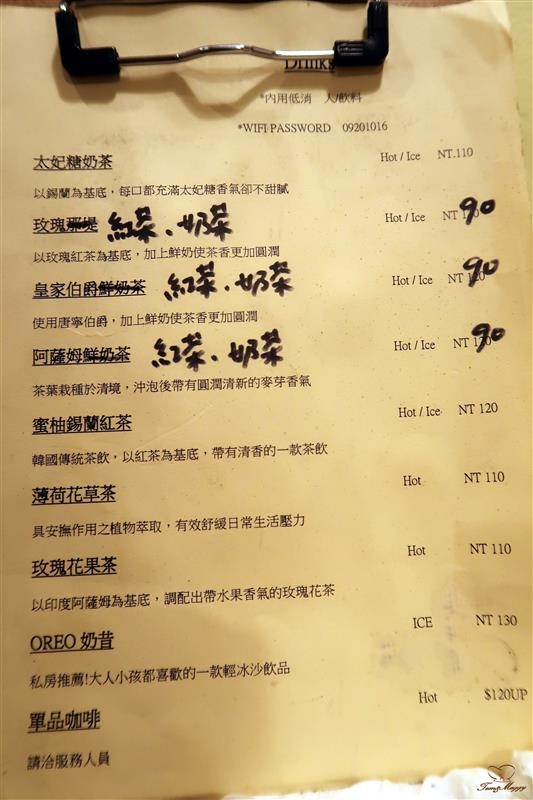 Drinks
*內用低消 人/飲料
*WIFI PASSWORD 09201016
太妃糖奶茶 Hot / Ice NT.110
以錫蘭為基底，每口都充滿太妃糖香氣卻不甜膩
玫瑰那堤 紅茶、奶茶 Hot / Ice NT 90
以玫瑰紅茶為基底，加上鮮奶使茶香更加圓潤
皇家伯爵鮮奶茶 紅茶、奶茶 Hot / Ice NT 120 90
使用唐寧伯爵，加上鮮奶使茶香更加圓潤
阿薩姆鮮奶茶 紅茶、奶茶 Hot / Ice NT 130 90
茶葉栽種於清境，沖泡後帶有圓潤清新的麥芽香氣
蜜柚錫蘭紅茶 Hot / Ice NT 120
韓國傳統茶飲，以紅茶為基底，帶有清香的一款茶飲
薄荷花草茶 Hot NT 110
具安撫作用之植物萃取，有效舒緩日常生活壓力
玫瑰花果茶 Hot NT 110
以印度阿薩姆為基底，調配出帶水果香氣的玫瑰花茶
OREO 奶昔 ICE NT 130
私房推薦!大人小孩都喜歡的一款輕冰沙飲品
單品咖啡 Hot $120UP
請洽服務人員